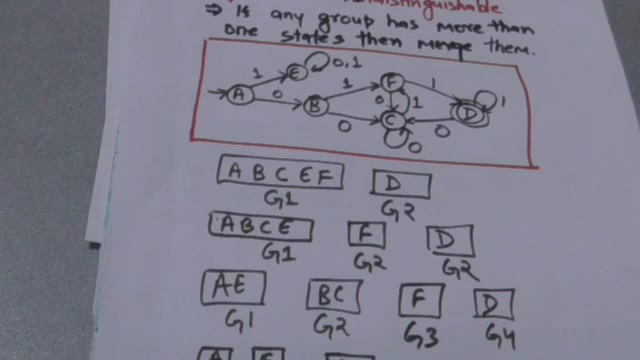 indistinguishable
⇒ If any group has more than
one states then merge them.
E 0,1
1 1 F 1 1
A 0 B 0 1 D
0 C 0
0
A B C E F D
G1 G2
A B C E F D
G1 G2 G2
AE BC F D
G1 G2 G3 G4
A E